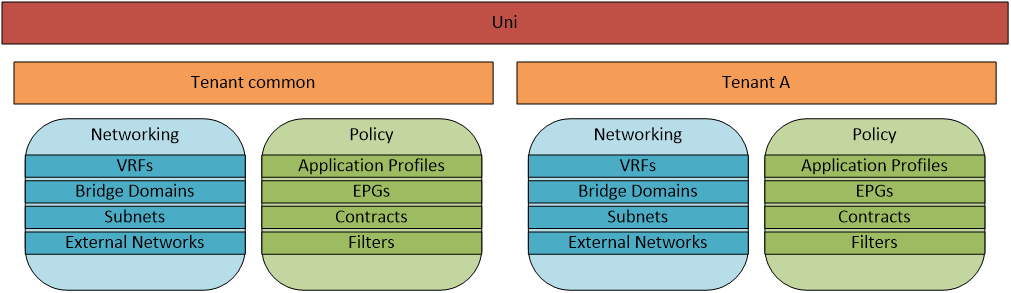 Uni
Tenant common
Tenant A
Networking
VRFs
Bridge Domains
Subnets
External Networks
Policy
Application Profiles
EPGs
Contracts
Filters
Networking
VRFs
Bridge Domains
Subnets
External Networks
Policy
Application Profiles
EPGs
Contracts
Filters